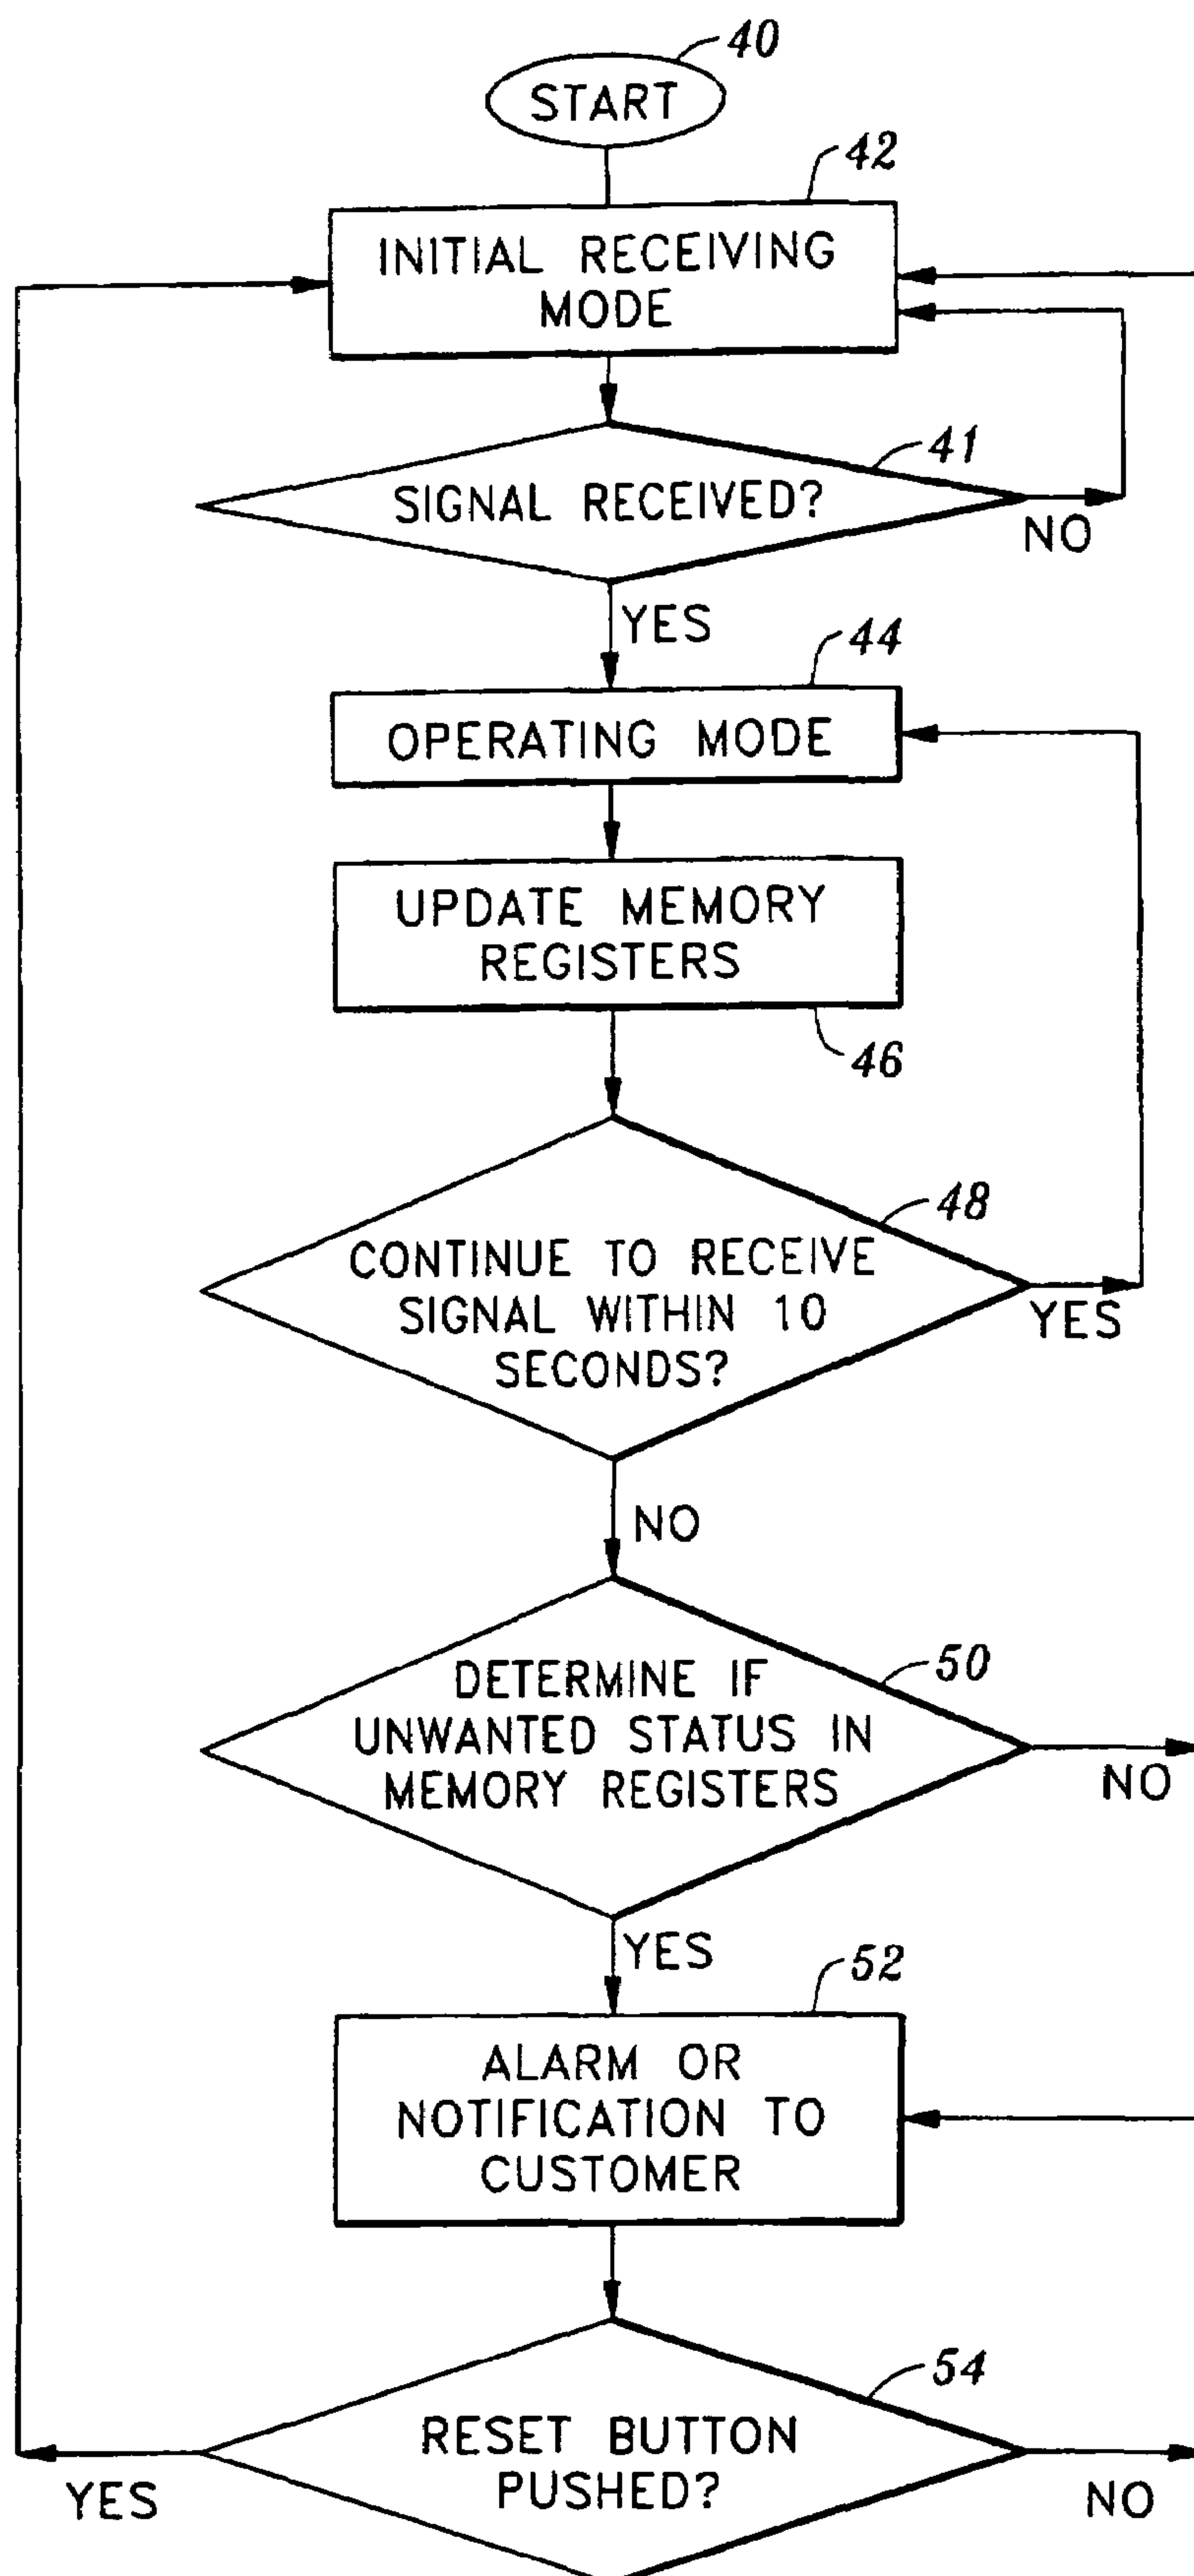 40
START
42
INITIAL RECEIVING
MODE
41
SIGNAL RECEIVED?
NO
YES
44
OPERATING MODE
UPDATE MEMORY
REGISTERS
46
48
CONTINUE TO RECEIVE
SIGNAL WITHIN 10
SECONDS?
YES
NO
50
DETERMINE IF
UNWANTED STATUS IN
MEMORY REGISTERS
NO
YES
52
ALARM OR
NOTIFICATION TO
CUSTOMER
54
RESET BUTTON
PUSHED?
YES
NO